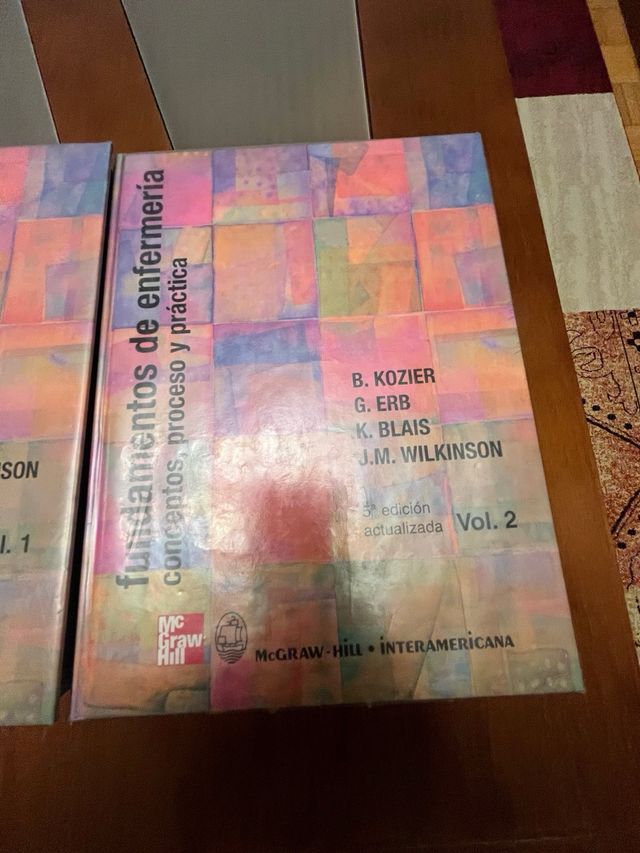 SON
l. 1
fundamentos de enfermería
conceptos, proceso y práctica
B. KOZIER
G. ERB
K. BLAIS
J.M. WILKINSON
5ª edición
actualizada Vol. 2
Mc
Graw
Hill
McGRAW-HILL • INTERAMERICANA